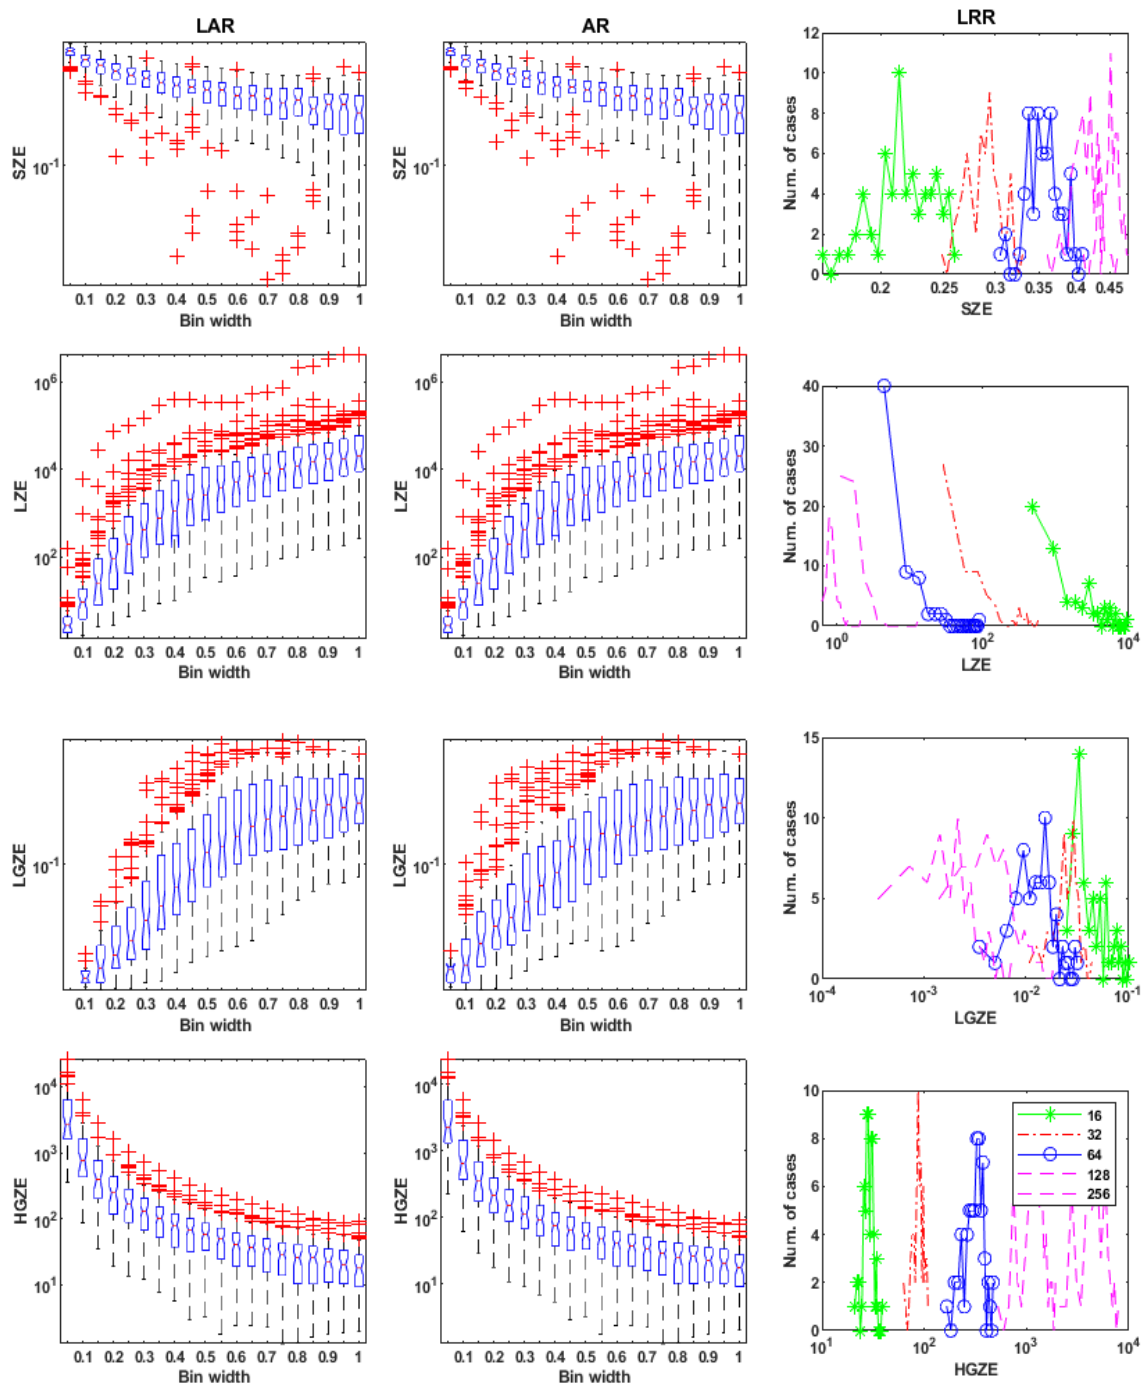 LAR AR LRR
SZE
10^-1
0.1 0.2 0.3 0.4 0.5 0.6 0.7 0.8 0.9 1
Bin width
SZE
10^-1
0.1 0.2 0.3 0.4 0.5 0.6 0.7 0.8 0.9 1
Bin width
Num. of cases
12
10
8
6
4
2
0
0.2 0.25 0.3 0.35 0.4 0.45
SZE
LZE
10^6
10^4
10^2
0.1 0.2 0.3 0.4 0.5 0.6 0.7 0.8 0.9 1
Bin width
LZE
10^6
10^4
10^2
0.1 0.2 0.3 0.4 0.5 0.6 0.7 0.8 0.9 1
Bin width
Num. of cases
40
30
20
10
0
10^0 10^2 10^4
LZE
LGZE
10^-1
0.1 0.2 0.3 0.4 0.5 0.6 0.7 0.8 0.9 1
Bin width
LGZE
10^-1
0.1 0.2 0.3 0.4 0.5 0.6 0.7 0.8 0.9 1
Bin width
Num. of cases
15
10
5
0
10^-4 10^-3 10^-2 10^-1
LGZE
HGZE
10^4
10^3
10^2
10^1
0.1 0.2 0.3 0.4 0.5 0.6 0.7 0.8 0.9 1
Bin width
HGZE
10^4
10^3
10^2
10^1
0.1 0.2 0.3 0.4 0.5 0.6 0.7 0.8 0.9 1
Bin width
Num. of cases
10
8
6
4
2
0
10^1 10^2 10^3 10^4
HGZE
16
32
64
128
256